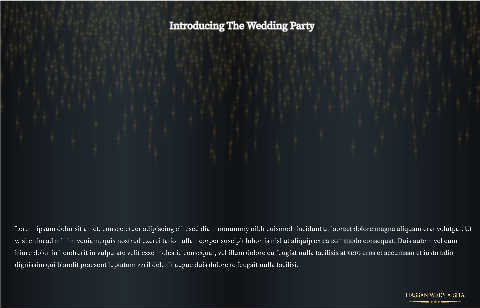 Introducing The Wedding Party
Lorem ipsum dolor sit amet, consectetuer adipiscing elit, sed diam nonummy nibh euismod tincidunt ut laoreet dolore magna aliquam erat volutpat. Ut
wisi enim ad minim veniam, quis nostrud exerci tation ullamcorper suscipit lobortis nisl ut aliquip ex ea commodo consequat. Duis autem vel eum
iriure dolor in hendrerit in vulputate velit esse molestie consequat, vel illum dolore eu feugiat nulla facilisis at vero eros et accumsan et iusto odio
dignissim qui blandit praesent luptatum zzril delenit augue duis dolore te feugait nulla facilisi.